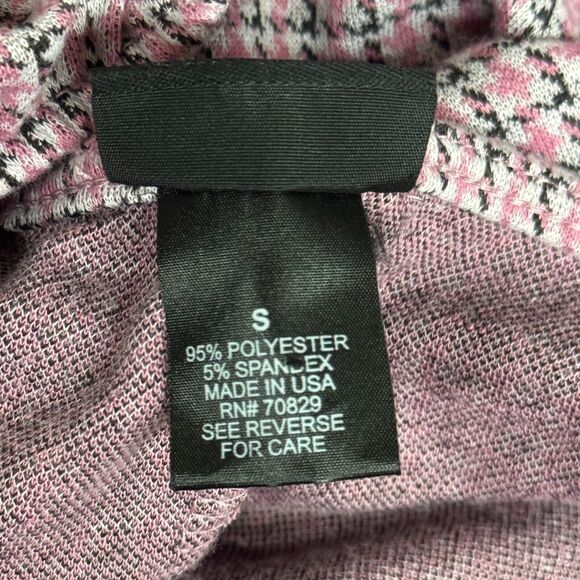 S
95% POLYESTER
5% SPANDEX
MADE IN USA
RN# 70829
SEE REVERSE
FOR CARE